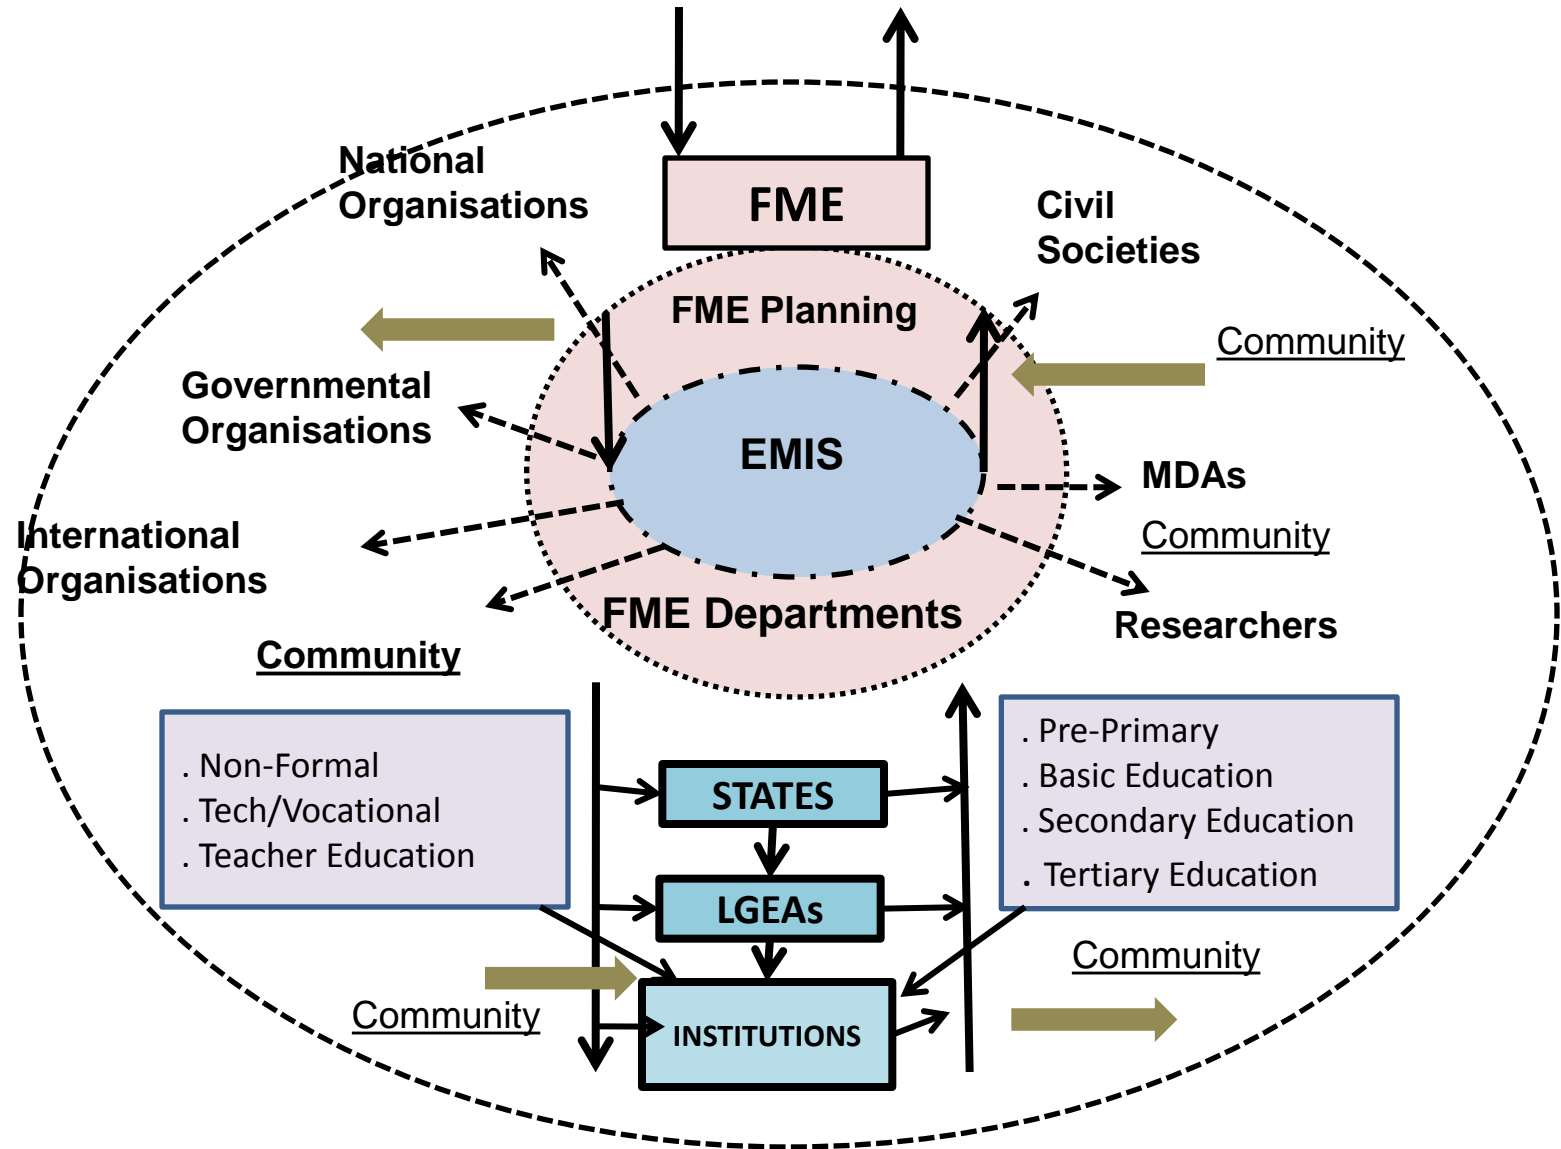 National
Organisations
FME
Civil
Societies
FME Planning
Community
Governmental
Organisations
EMIS
MDAs
Community
International
Organisations
FME Departments
Researchers
Community
. Non-Formal
. Tech/Vocational
. Teacher Education
. Pre-Primary
. Basic Education
. Secondary Education
. Tertiary Education
STATES
LGEAs
Community
Community
INSTITUTIONS